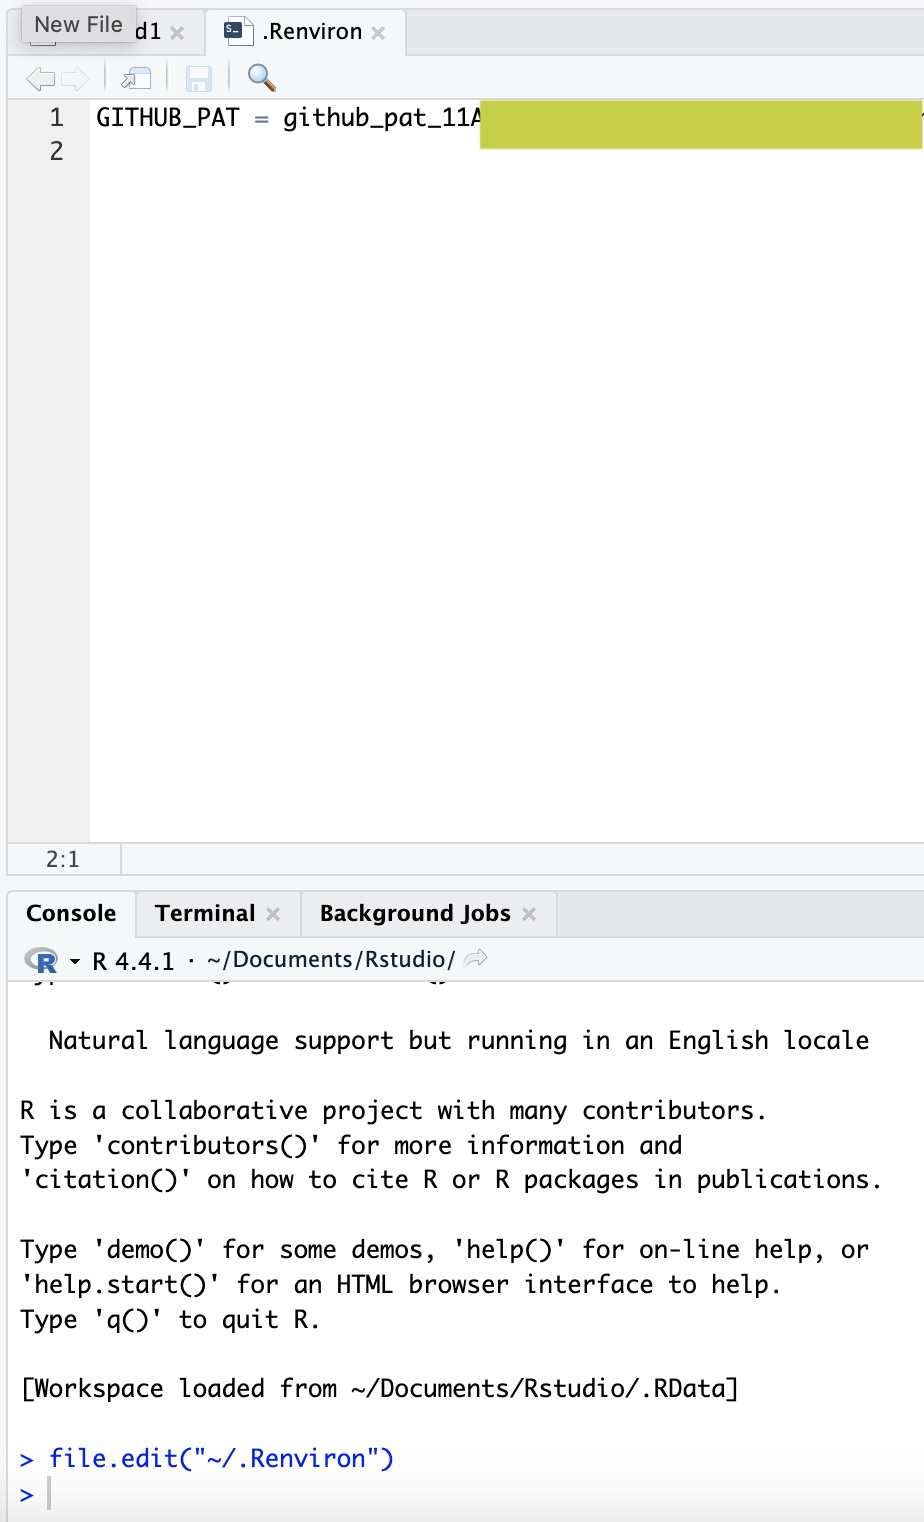 New File
d1
.Renviron
1 GITHUB_PAT = github_pat_11A
2
2:1
Console Terminal Background Jobs
R 4.4.1 · ~/Documents/Rstudio/
Natural language support but running in an English locale
R is a collaborative project with many contributors.
Type 'contributors()' for more information and
'citation()' on how to cite R or R packages in publications.
Type 'demo()' for some demos, 'help()' for on-line help, or
'help.start()' for an HTML browser interface to help.
Type 'q()' to quit R.
[Workspace loaded from ~/Documents/Rstudio/.RData]
> file.edit("~/.Renviron")
>